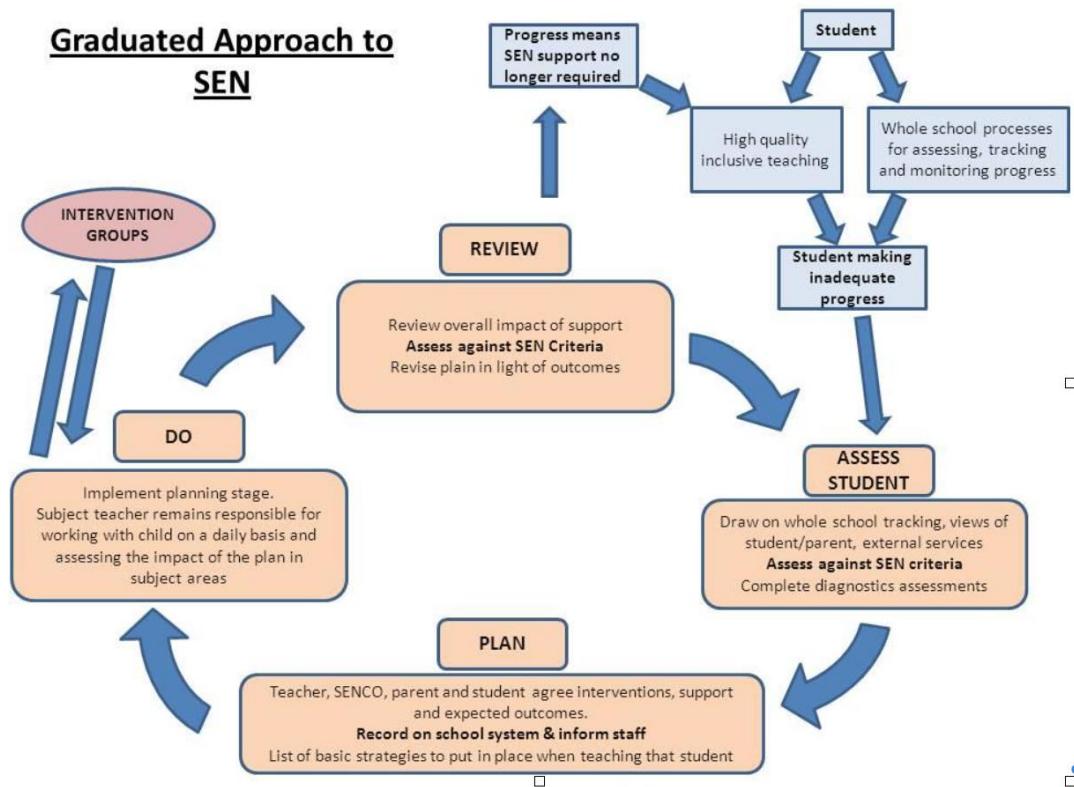 Graduated Approach to
SEN
Progress means
SEN support no
longer required
Student
High quality
inclusive teaching
Whole school processes
for assessing, tracking
and monitoring progress
Student making
inadequate
progress
INTERVENTION
GROUPS
REVIEW
Review overall impact of support
Assess against SEN Criteria
Revise plain in light of outcomes
ASSESS
STUDENT
Draw on whole school tracking, views of
student/parent, external services
Assess against SEN criteria
Complete diagnostics assessments
PLAN
Teacher, SENCO, parent and student agree interventions, support
and expected outcomes.
Record on school system & inform staff
List of basic strategies to put in place when teaching that student
DO
Implement planning stage.
Subject teacher remains responsible for
working with child on a daily basis and
assessing the impact of the plan in
subject areas